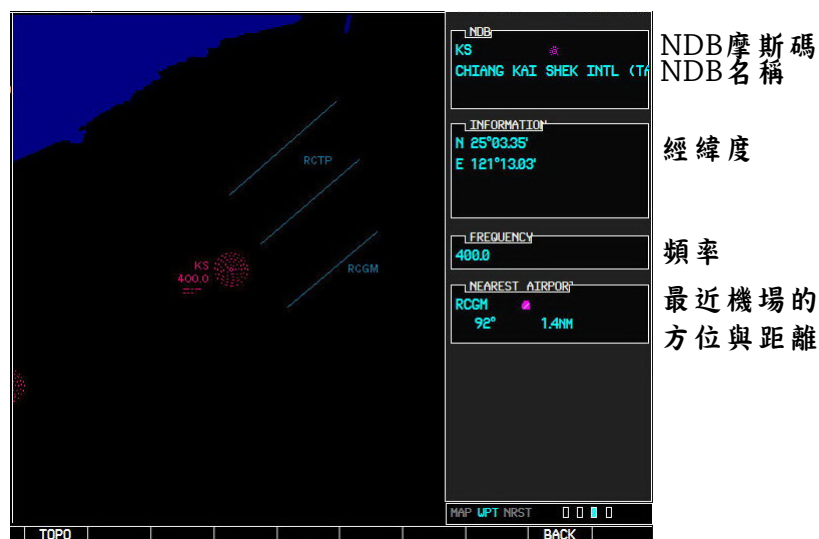 NDB
KS
CHIANG KAI SHEK INTL (TA
INFORMATION
N 25°03.35'
E 121°13.03'
FREQUENCY
400.0
NEAREST AIRPORT
RCGM
92° 1.4NM
MAP WPT NRST
NDB摩斯碼
NDB名稱
經緯度
頻率
最近機場的
方位與距離
RCTP
KS
400.0
RCGM
TOPO BACK